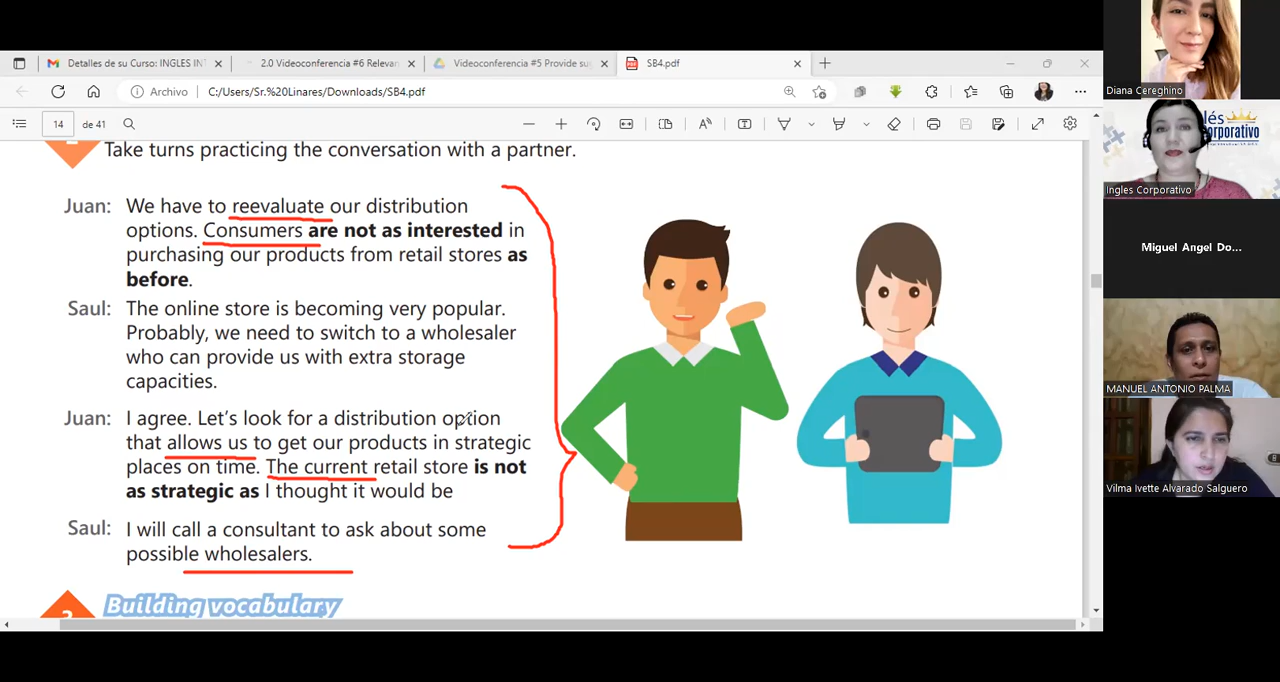 Detalles de su Curso: INGLES INT
2.0 Videoconferencia #6 Relevan
Videoconferencia #5 Provide sug
SB4.pdf
Archivo
C:/Users/Sr.%20Linares/Downloads/SB4.pdf
14
de 41
Take turns practicing the conversation with a partner.
Juan: We have to reevaluate our distribution
options. Consumers are not as interested in
purchasing our products from retail stores as
before.
Saul: The online store is becoming very popular.
Probably, we need to switch to a wholesaler
who can provide us with extra storage
capacities.
Juan: I agree. Let's look for a distribution option
that allows us to get our products in strategic
places on time. The current retail store is not
as strategic as I thought it would be
Saul: I will call a consultant to ask about some
possible wholesalers.
Building vocabulary
Diana Cereghino
Ingles Corporativo
Miguel Angel Do...
MANUEL ANTONIO PALMA
Vilma Ivette Alvarado Salguero